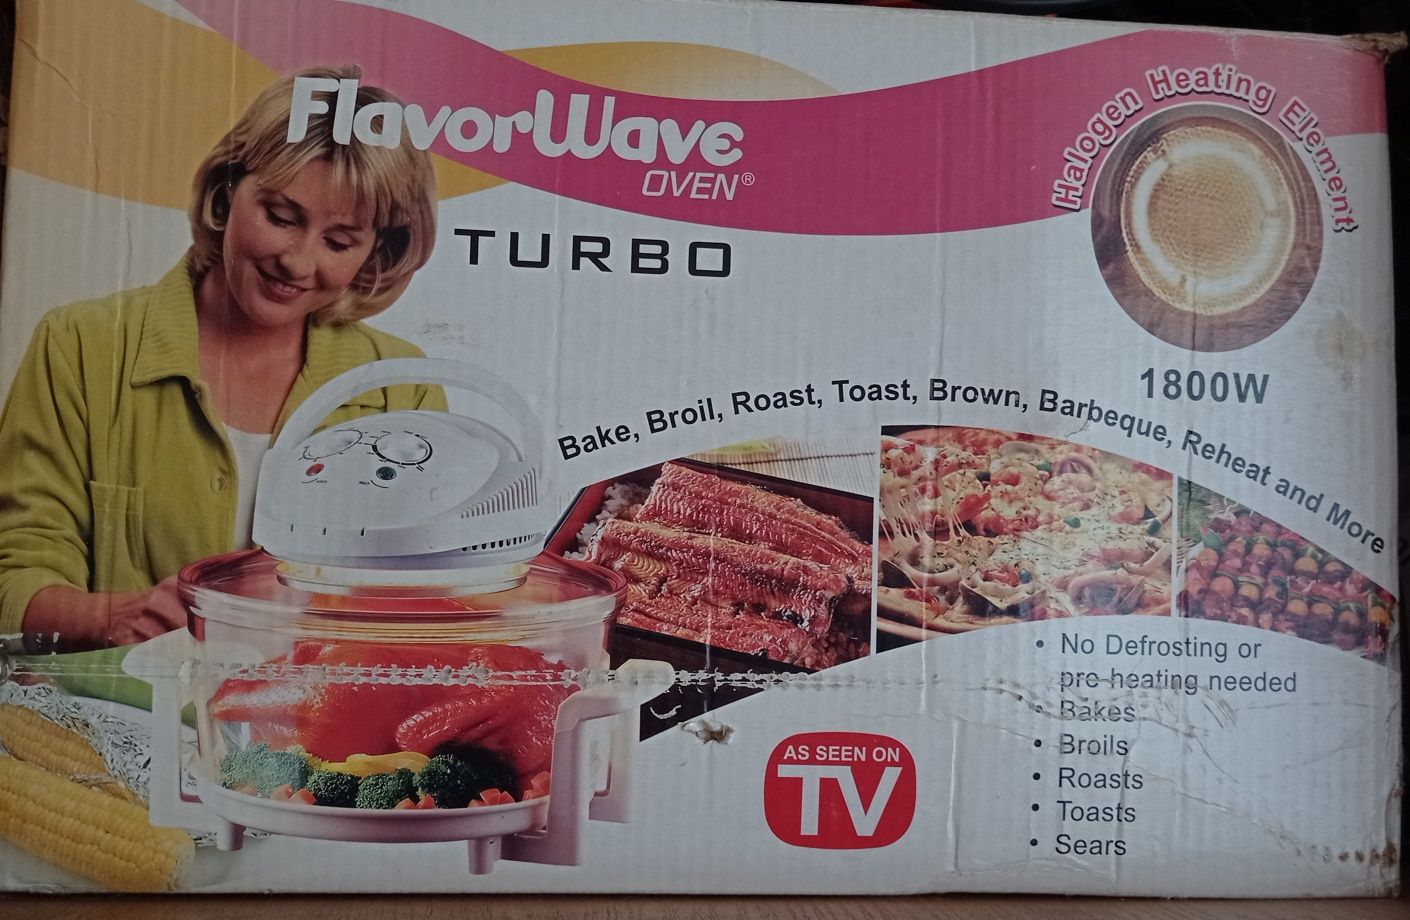 FlavorWave
OVEN®
TURBO
Halogen Heating Element
1800W
Bake, Broil, Roast, Toast, Brown, Barbeque, Reheat and More
• No Defrosting or
pre-heating needed
• Bakes
• Broils
• Roasts
• Toasts
• Sears
AS SEEN ON
TV